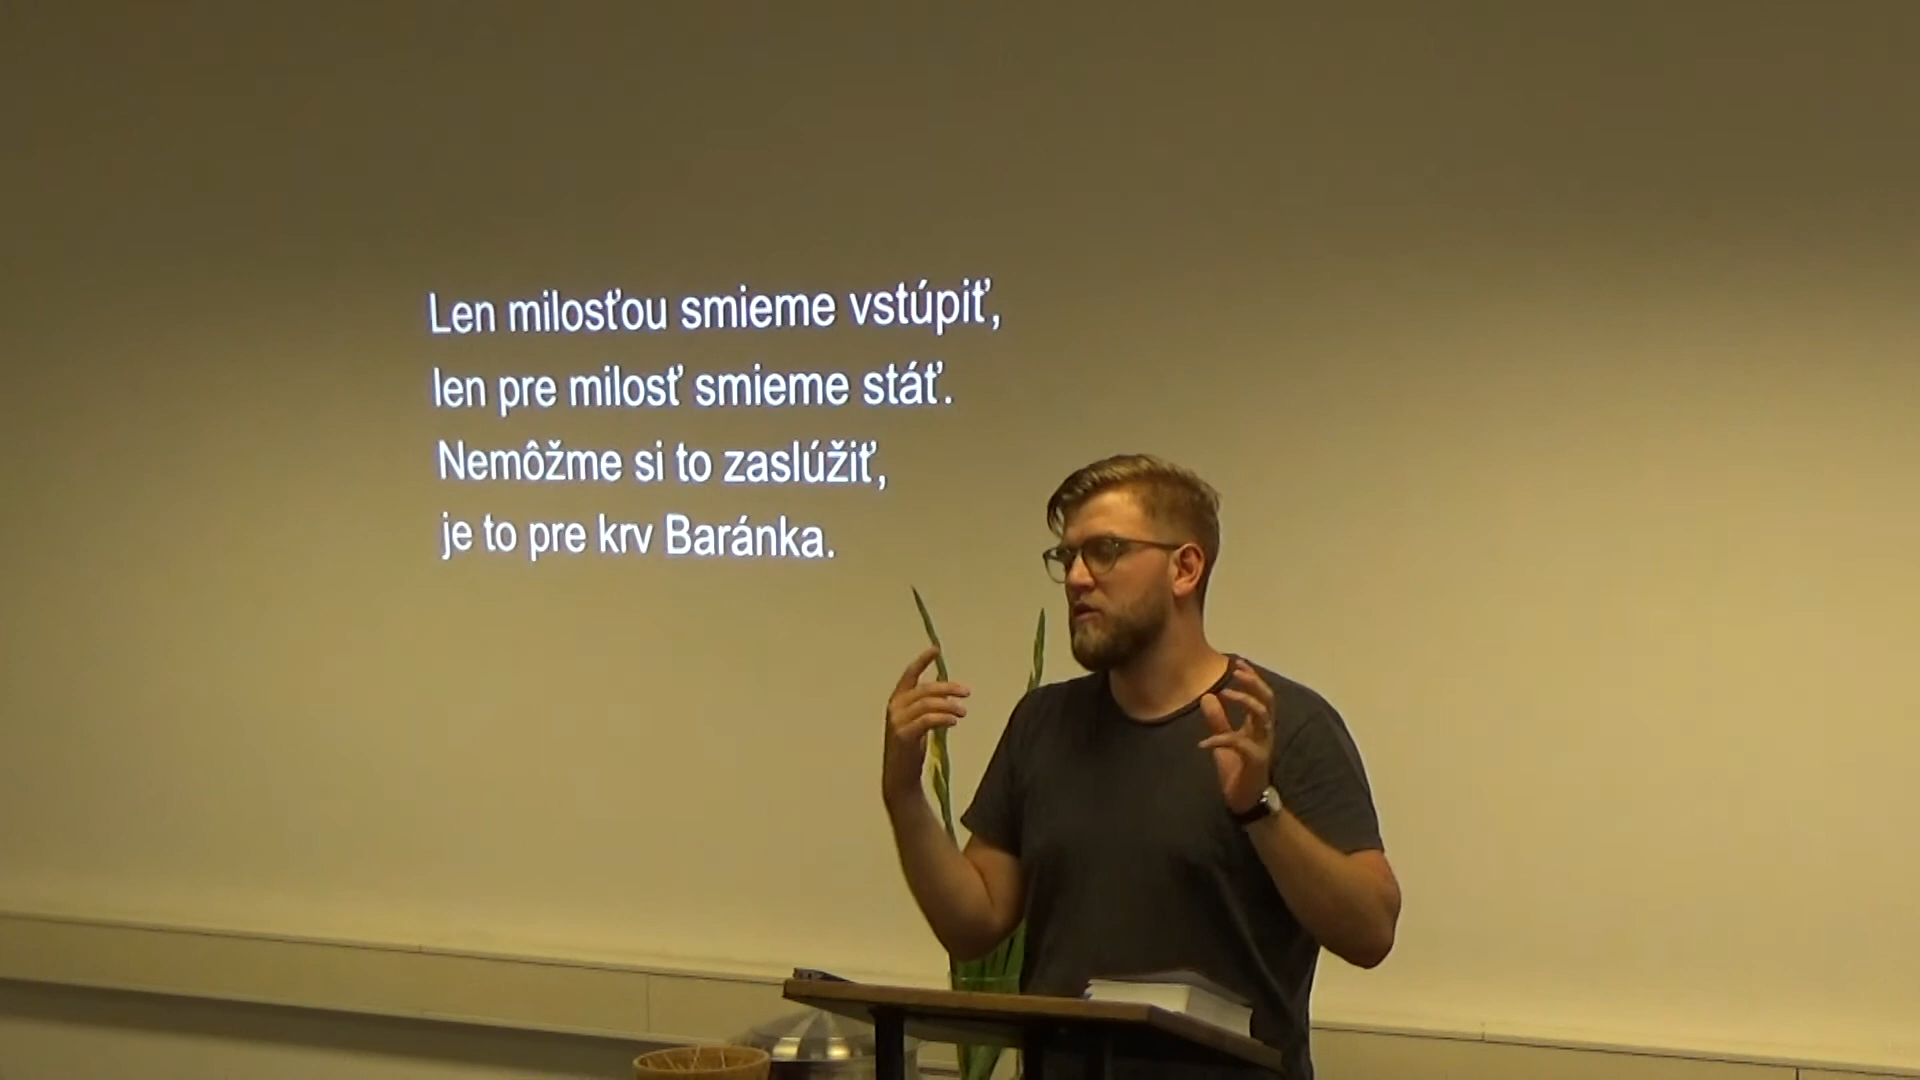 Len milosťou smieme vstúpiť,
len pre milosť smieme stáť.
Nemôžme si to zaslúžiť,
je to pre krv Baránka.